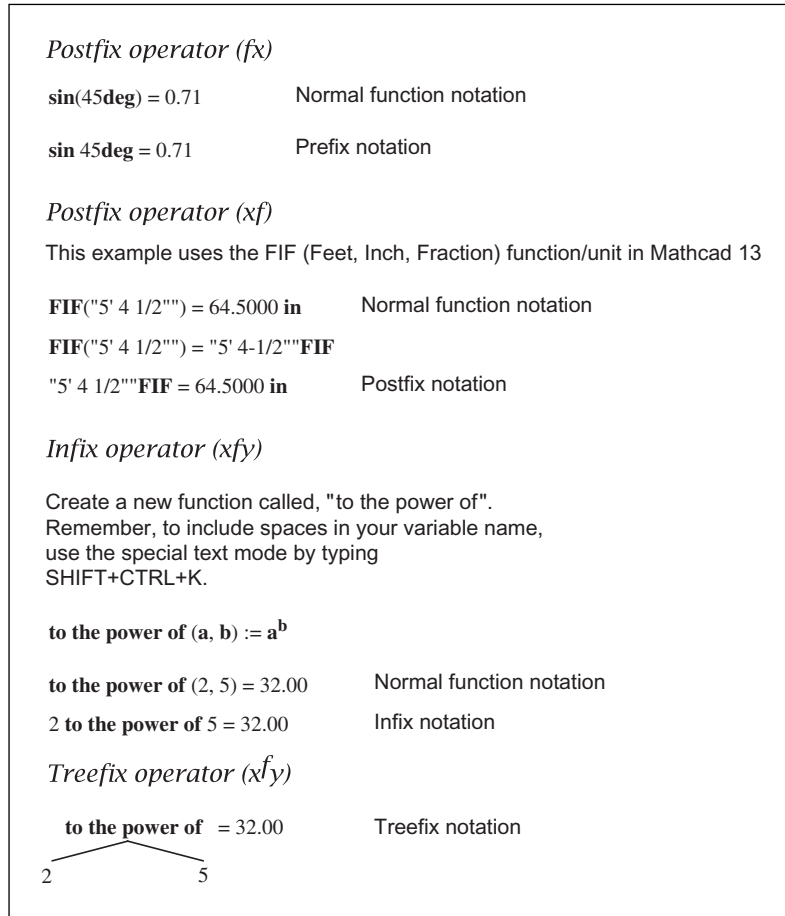 Postfix operator (fx)
sin(45deg) = 0.71 Normal function notation
sin 45deg = 0.71 Prefix notation
Postfix operator (xf)
This example uses the FIF (Feet, Inch, Fraction) function/unit in Mathcad 13
FIF("5' 4 1/2"") = 64.5000 in Normal function notation
FIF("5' 4 1/2"") = "5' 4-1/2""FIF
"5' 4 1/2""FIF = 64.5000 in Postfix notation
Infix operator (xfy)
Create a new function called, "to the power of".
Remember, to include spaces in your variable name,
use the special text mode by typing
SHIFT+CTRL+K.
to the power of (a, b) := a^b
to the power of (2, 5) = 32.00 Normal function notation
2 to the power of 5 = 32.00 Infix notation
Treefix operator (x^fy)
to the power of = 32.00 Treefix notation
2 5